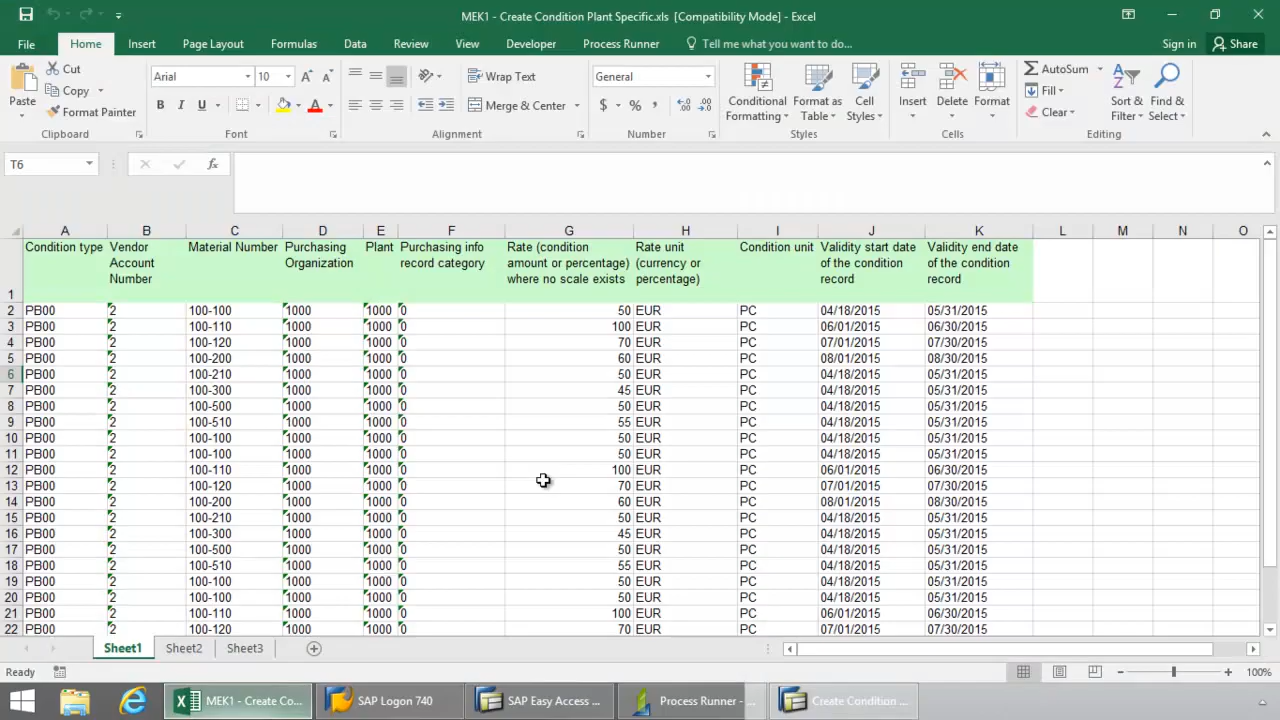 MEK1 - Create Condition Plant Specific.xls [Compatibility Mode] - Excel
File Home Insert Page Layout Formulas Data Review View Developer Process Runner Tell me what you want to do... Sign in Share
Paste Cut Copy Format Painter
Arial 10
B I U A
Wrap Text
Merge & Center
General
$ % ,
Conditional Formatting Format as Table Cell Styles
Insert Delete Format
AutoSum Fill Clear
Sort & Filter Find & Select
Clipboard Font Alignment Number Styles Cells Editing
T6 fx
A B C D E F G H I J K L M N O
1 Condition type Vendor Account Number Material Number Purchasing Organization Plant Purchasing info record category Rate (condition amount or percentage) where no scale exists Rate unit (currency or percentage) Condition unit Validity start date of the condition record Validity end date of the condition record
2 PB00 2 100-100 1000 1000 0 50 EUR PC 04/18/2015 05/31/2015
3 PB00 2 100-110 1000 1000 0 100 EUR PC 06/01/2015 06/30/2015
4 PB00 2 100-120 1000 1000 0 70 EUR PC 07/01/2015 07/30/2015
5 PB00 2 100-200 1000 1000 0 60 EUR PC 08/01/2015 08/30/2015
6 PB00 2 100-210 1000 1000 0 50 EUR PC 04/18/2015 05/31/2015
7 PB00 2 100-300 1000 1000 0 45 EUR PC 04/18/2015 05/31/2015
8 PB00 2 100-500 1000 1000 0 50 EUR PC 04/18/2015 05/31/2015
9 PB00 2 100-510 1000 1000 0 55 EUR PC 04/18/2015 05/31/2015
10 PB00 2 100-100 1000 1000 0 50 EUR PC 04/18/2015 05/31/2015
11 PB00 2 100-100 1000 1000 0 50 EUR PC 04/18/2015 05/31/2015
12 PB00 2 100-110 1000 1000 0 100 EUR PC 06/01/2015 06/30/2015
13 PB00 2 100-120 1000 1000 0 70 EUR PC 07/01/2015 07/30/2015
14 PB00 2 100-200 1000 1000 0 60 EUR PC 08/01/2015 08/30/2015
15 PB00 2 100-210 1000 1000 0 50 EUR PC 04/18/2015 05/31/2015
16 PB00 2 100-300 1000 1000 0 45 EUR PC 04/18/2015 05/31/2015
17 PB00 2 100-500 1000 1000 0 50 EUR PC 04/18/2015 05/31/2015
18 PB00 2 100-510 1000 1000 0 55 EUR PC 04/18/2015 05/31/2015
19 PB00 2 100-100 1000 1000 0 50 EUR PC 04/18/2015 05/31/2015
20 PB00 2 100-100 1000 1000 0 50 EUR PC 04/18/2015 05/31/2015
21 PB00 2 100-110 1000 1000 0 100 EUR PC 06/01/2015 06/30/2015
22 PB00 2 100-120 1000 1000 0 70 EUR PC 07/01/2015 07/30/2015
Sheet1 Sheet2 Sheet3
Ready 100%
MEK1 - Create Co... SAP Logon 740 SAP Easy Access ... Process Runner - ... Create Condition ...